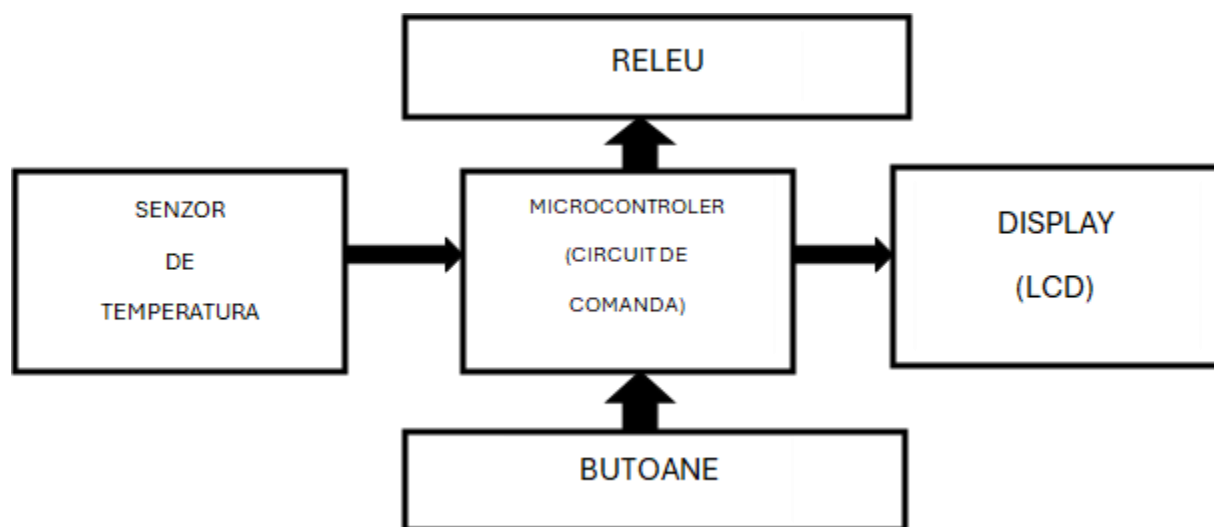 RELEU
SENZOR
DE
TEMPERATURA
MICROCONTROLER
(CIRCUIT DE
COMANDA)
DISPLAY
(LCD)
BUTOANE